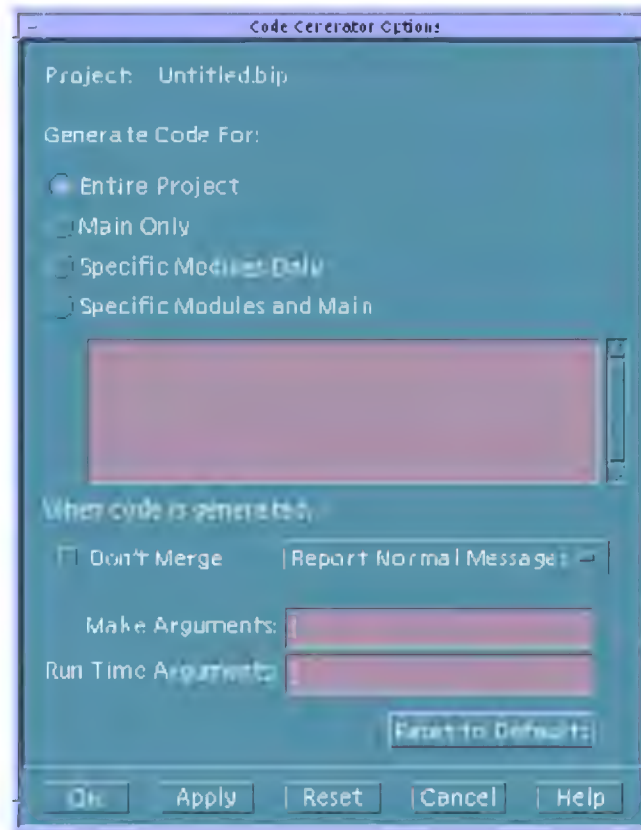 Code Generator Options
Project: Untitled.bip
Generate Code For:
Entire Project
Main Only
Specific Modules Only
Specific Modules and Main
When code is generated:
Don't Merge
Report Normal Messages
Make Arguments:
Run Time Arguments:
Reset to Defaults
OK
Apply
Reset
Cancel
Help